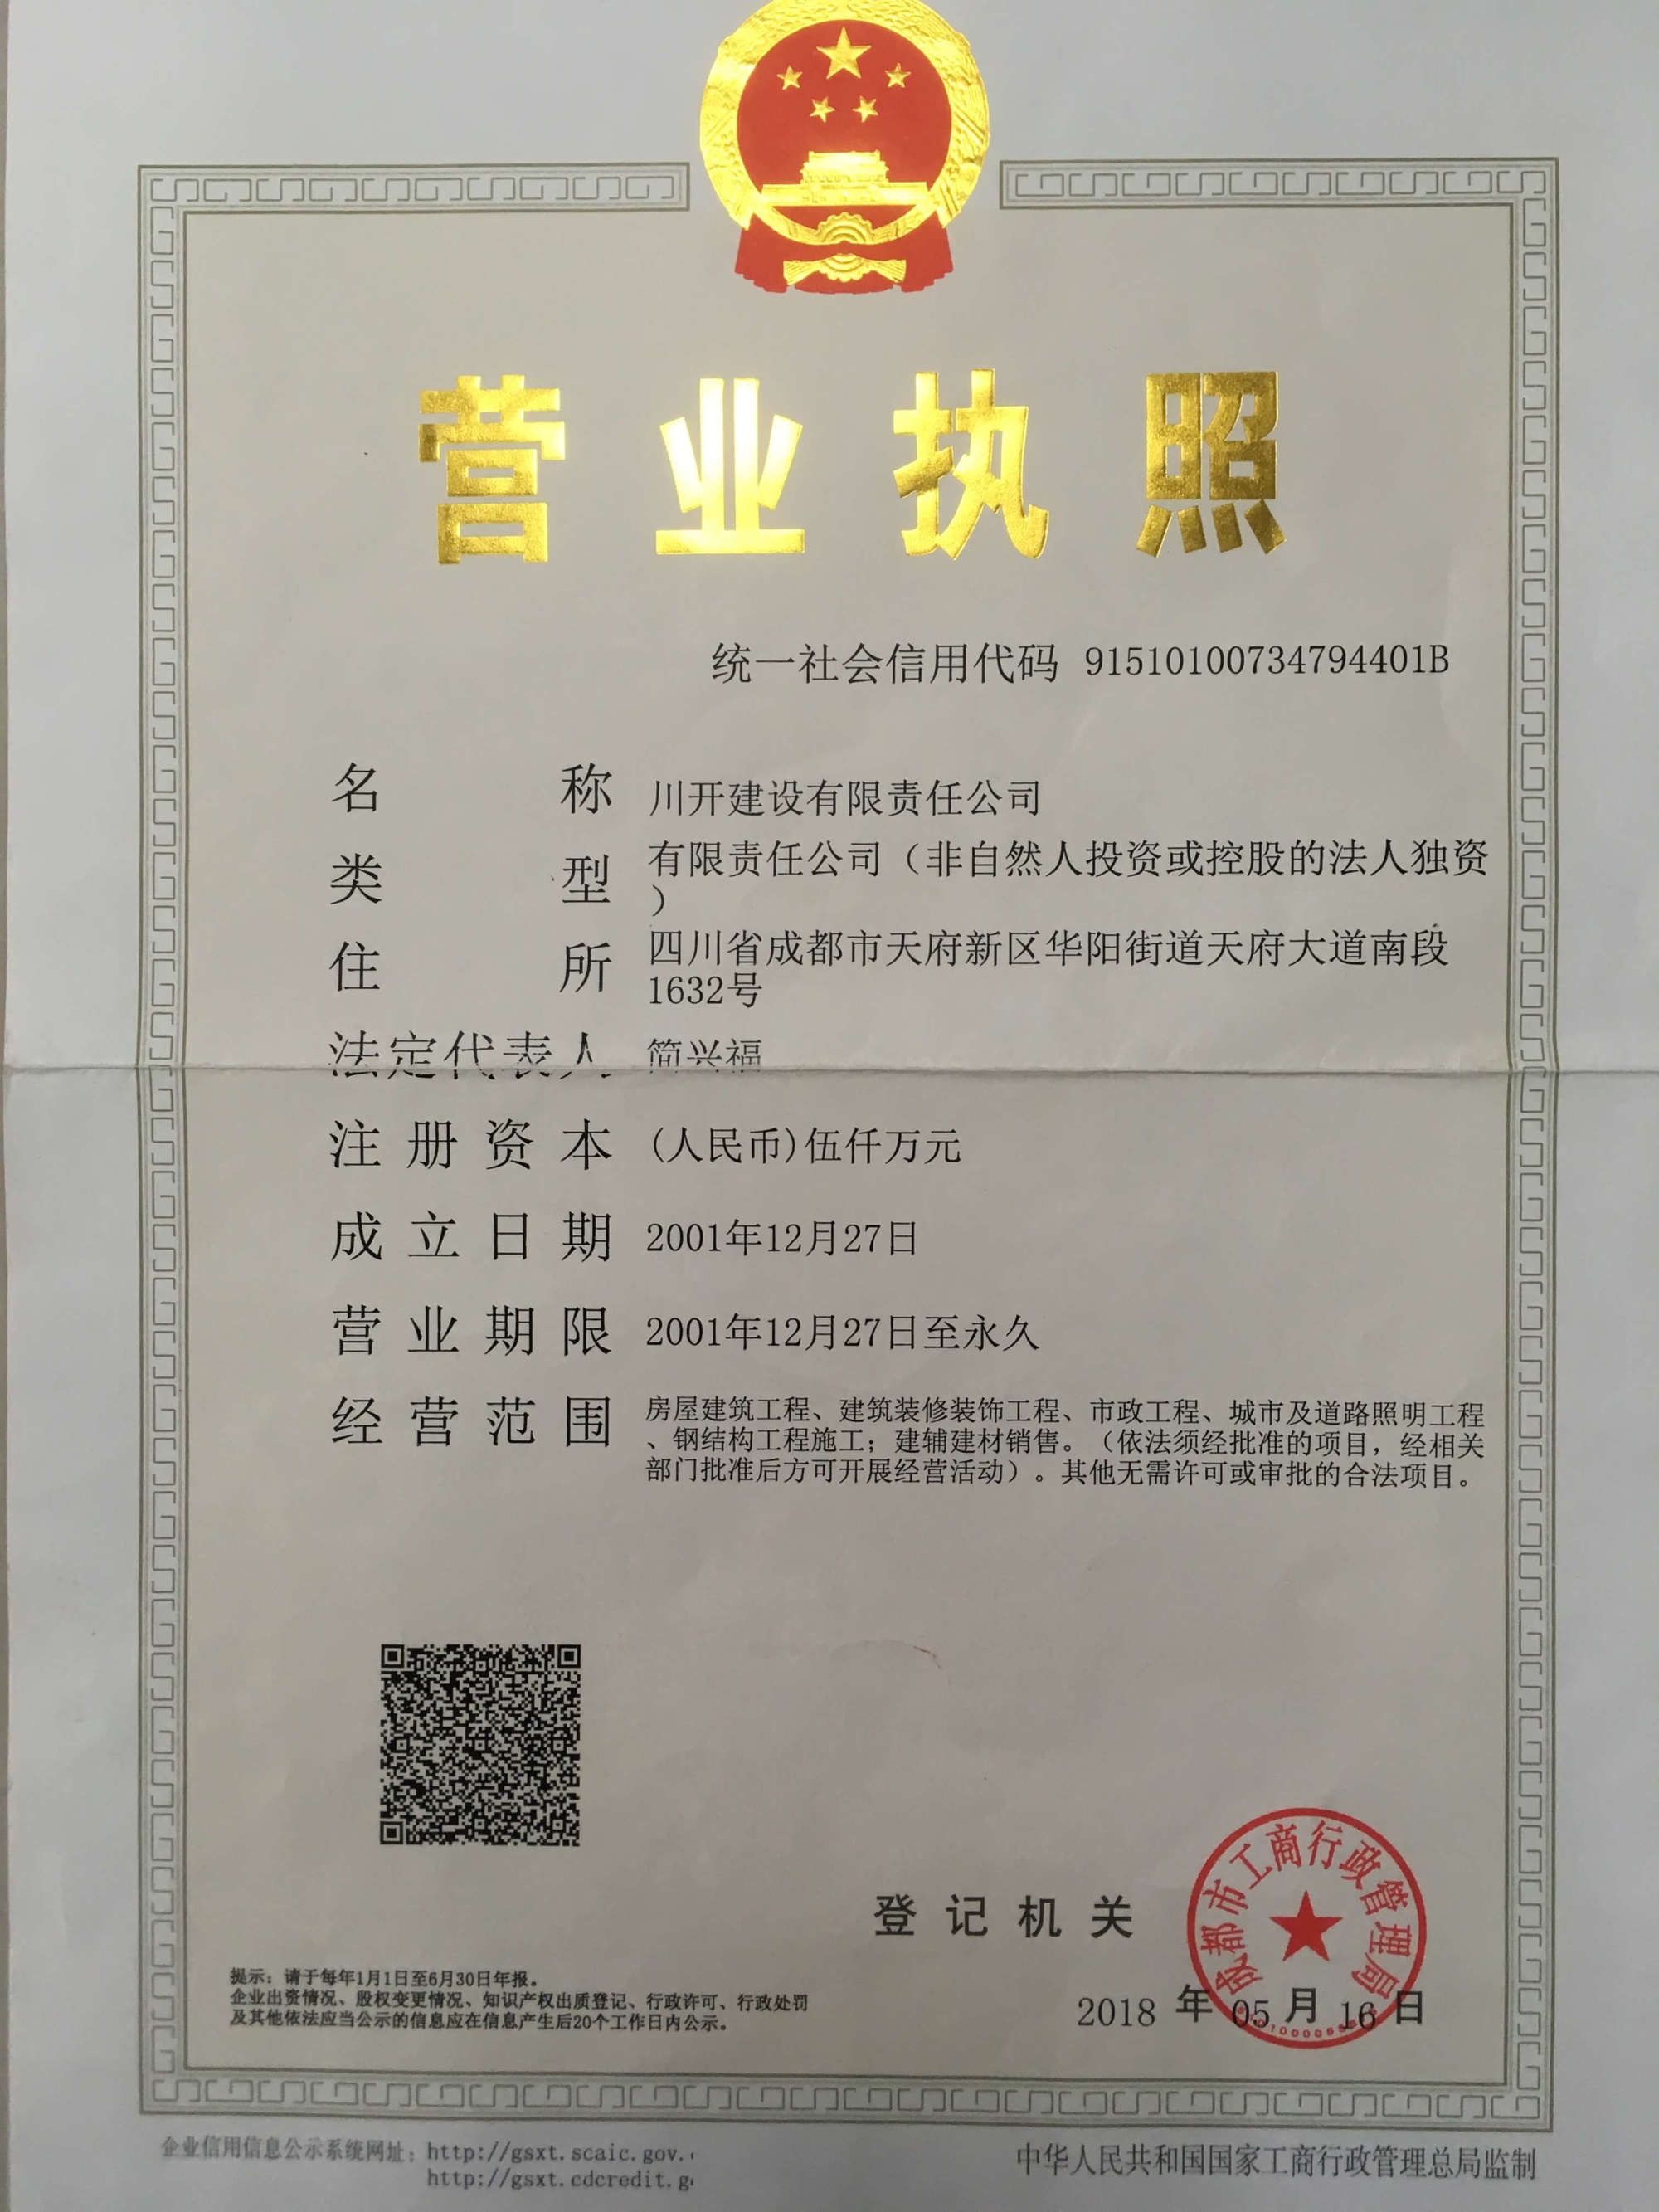 营业执照
统一社会信用代码 91510100734794401B
名称 川开建设有限责任公司
类型 有限责任公司（非自然人投资或控股的法人独资
）
住所 四川省成都市天府新区华阳街道天府大道南段
1632号
法定代表人 简兴福
注册资本 (人民币)伍仟万元
成立日期 2001年12月27日
营业期限 2001年12月27日至永久
经营范围 房屋建筑工程、建筑装修装饰工程、市政工程、城市及道路照明工程
、钢结构工程施工；建辅建材销售。（依法须经批准的项目，经相关
部门批准后方可开展经营活动）。其他无需许可或审批的合法项目。
登记机关
成都市工商行政管理局
2018 年 05 月 16 日
提示：请于每年1月1日至6月30日年报。
企业出资情况、股权变更情况、知识产权出质登记、行政许可、行政处罚
及其他依法应当公示的信息应在信息产生后20个工作日内公示。
企业信用信息公示系统网址：http://gsxt.scaic.gov.
http://gsxt.cdcredit.g
中华人民共和国国家工商行政管理总局监制